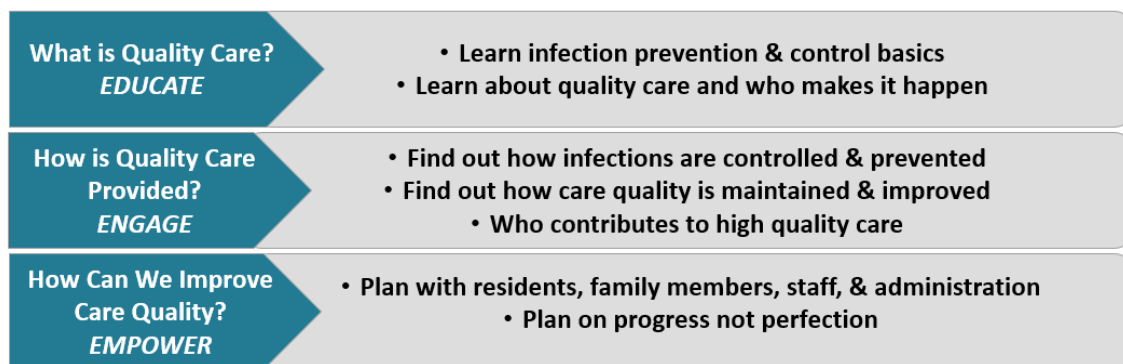 What is Quality Care?
EDUCATE
• Learn infection prevention & control basics
• Learn about quality care and who makes it happen
How is Quality Care
Provided?
ENGAGE
• Find out how infections are controlled & prevented
• Find out how care quality is maintained & improved
• Who contributes to high quality care
How Can We Improve
Care Quality?
EMPOWER
• Plan with residents, family members, staff, & administration
• Plan on progress not perfection